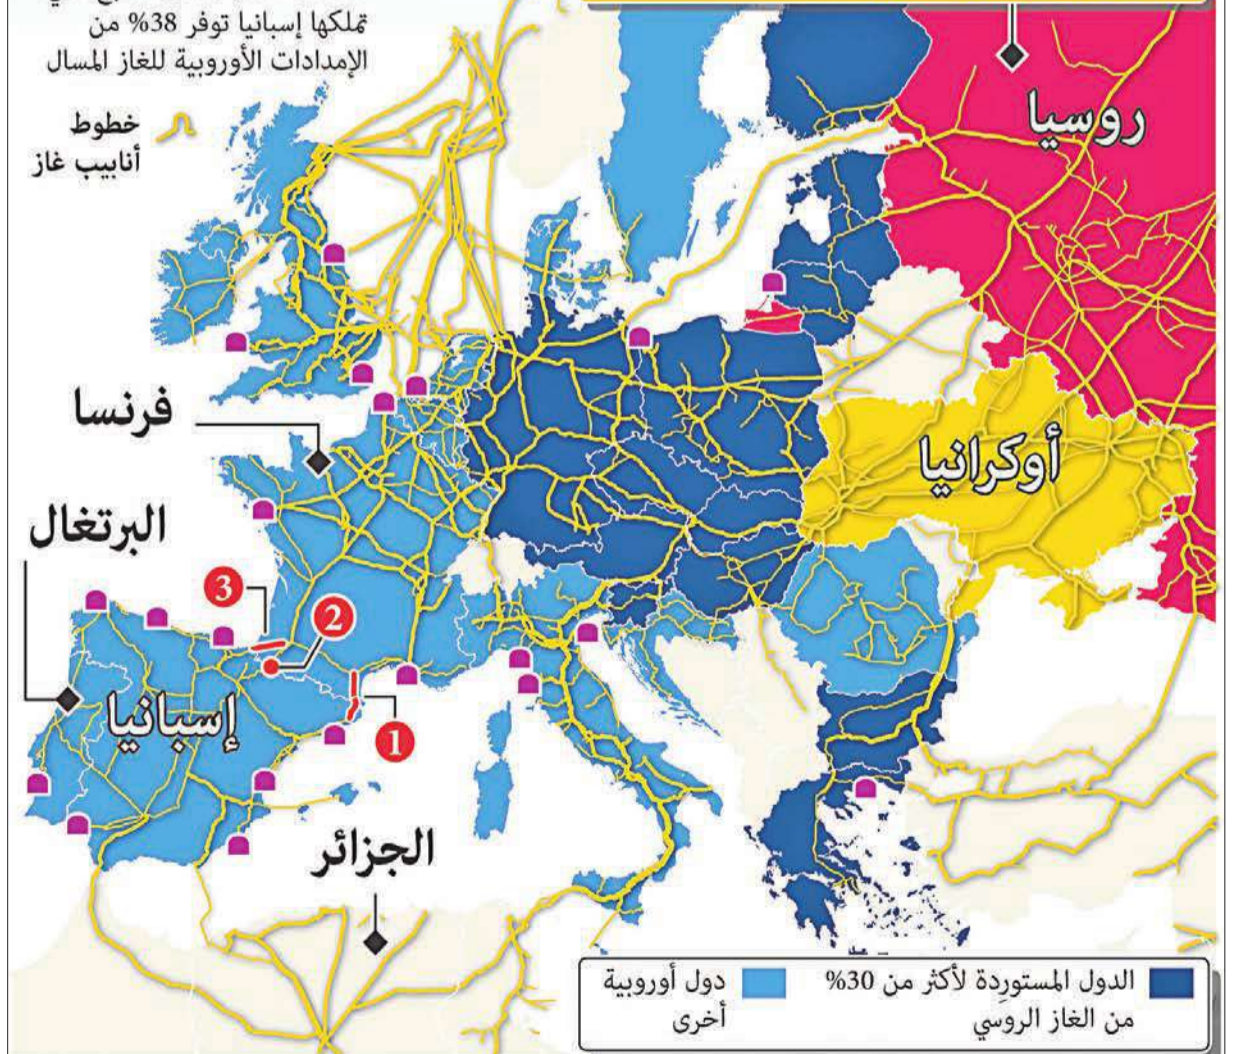 تملكها إسبانيا توفر 38% من
الإمدادات الأوروبية للغاز المسال
خطوط
أنابيب غاز
روسيا
فرنسا
أوكرانيا
البرتغال
3
2
إسبانيا
1
الجزائر
الدول المستوردة لأكثر من 30%
من الغاز الروسي
دول أوروبية
أخرى